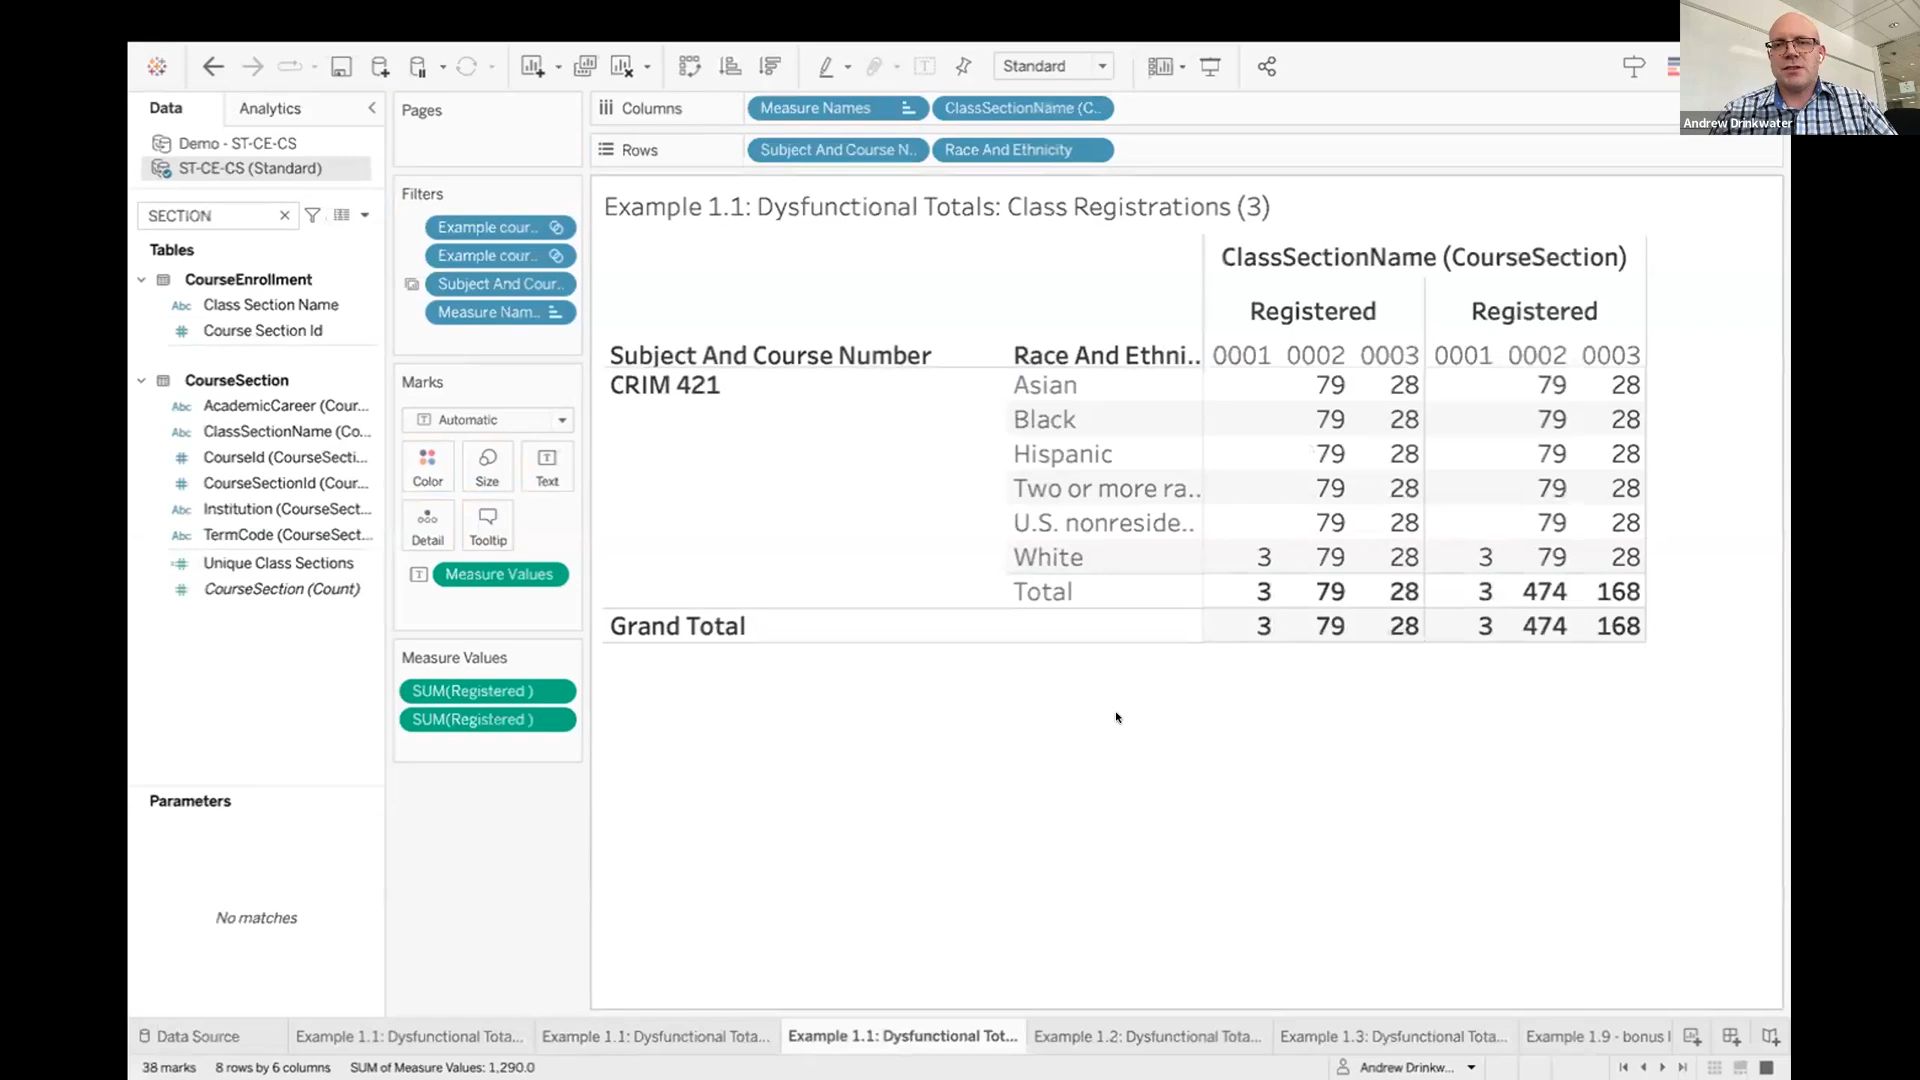 Standard
Andrew Drinkwater
Data
Analytics
Demo - ST-CE-CS
ST-CE-CS (Standard)
SECTION
Tables
CourseEnrollment
Abc Class Section Name
# Course Section Id
CourseSection
Abc AcademicCareer (Cour...
Abc ClassSectionName (Co...
# CourseId (CourseSecti...
# CourseSectionId (Cour...
Abc Institution (CourseSect...
Abc TermCode (CourseSect...
Unique Class Sections
# CourseSection (Count)
Parameters
No matches
Pages
Filters
Example cour..
Example cour..
Subject And Cour..
Measure Nam..
Marks
Automatic
Color Size Text
Detail Tooltip
Measure Values
Measure Values
SUM(Registered )
SUM(Registered )
Columns Measure Names ClassSectionName (C..
Rows Subject And Course N.. Race And Ethnicity
Example 1.1: Dysfunctional Totals: Class Registrations (3)
ClassSectionName (CourseSection)
Registered Registered
Subject And Course Number Race And Ethni.. 0001 0002 0003 0001 0002 0003
CRIM 421 Asian 79 28 79 28
Black 79 28 79 28
Hispanic 79 28 79 28
Two or more ra.. 79 28 79 28
U.S. nonreside.. 79 28 79 28
White 3 79 28 3 79 28
Total 3 79 28 3 474 168
Grand Total 3 79 28 3 474 168
Data Source Example 1.1: Dysfunctional Tota... Example 1.1: Dysfunctional Tota... Example 1.1: Dysfunctional Tot... Example 1.2: Dysfunctional Tota... Example 1.3: Dysfunctional Tota... Example 1.9 - bonus
38 marks 8 rows by 6 columns SUM of Measure Values: 1,290.0 Andrew Drinkw...